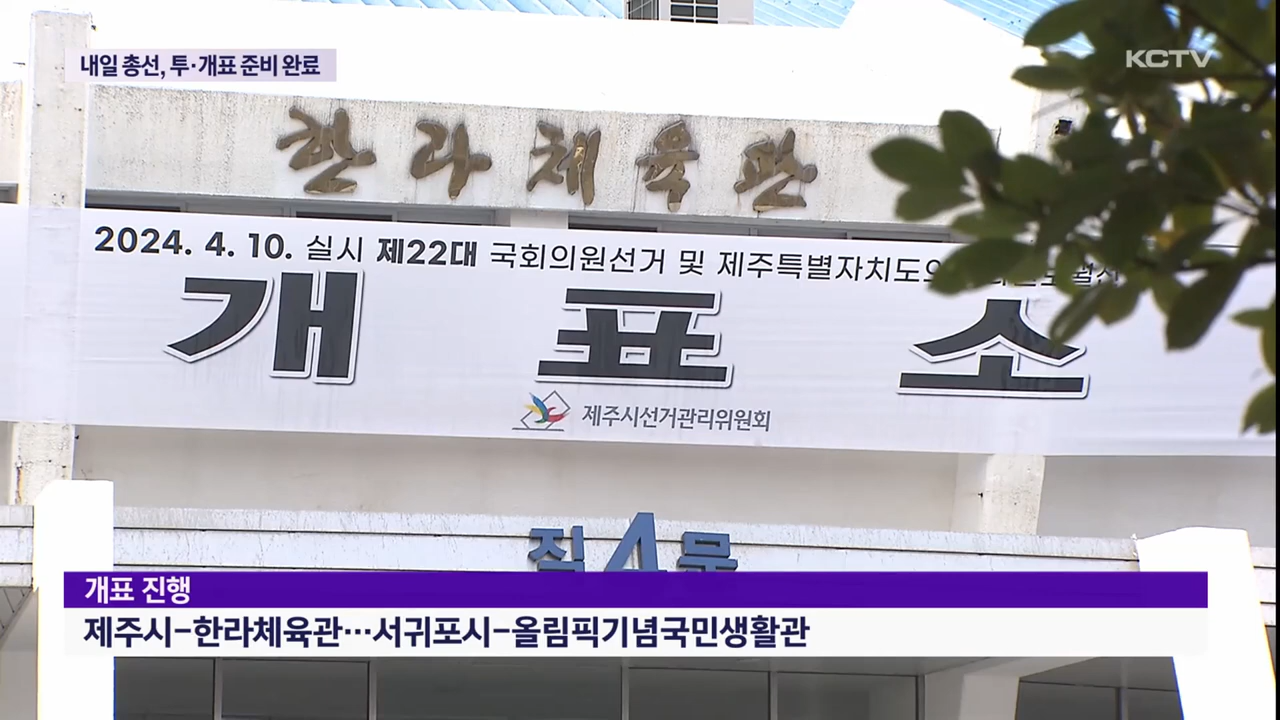 내일 총선, 투·개표 준비 완료
KCTV
한라체육관
2024. 4. 10. 실시 제22대 국회의원선거 및 제주특별자치도의
개표소
제주시선거관리위원회
제4문
개표 진행
제주시-한라체육관…서귀포시-올림픽기념국민생활관